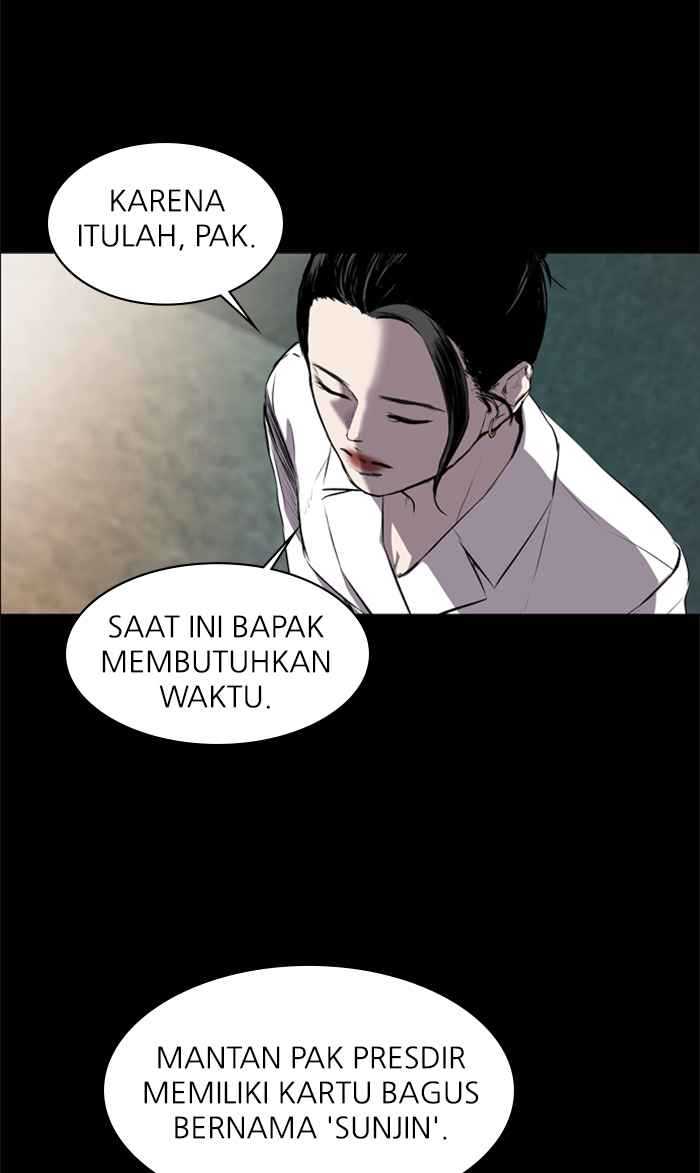 KARENA
ITULAH, PAK.
SAAT INI BAPAK
MEMBUTUHKAN
WAKTU.
MANTAN PAK PRESDIR
MEMILIKI KARTU BAGUS
BERNAMA 'SUNJIN'.